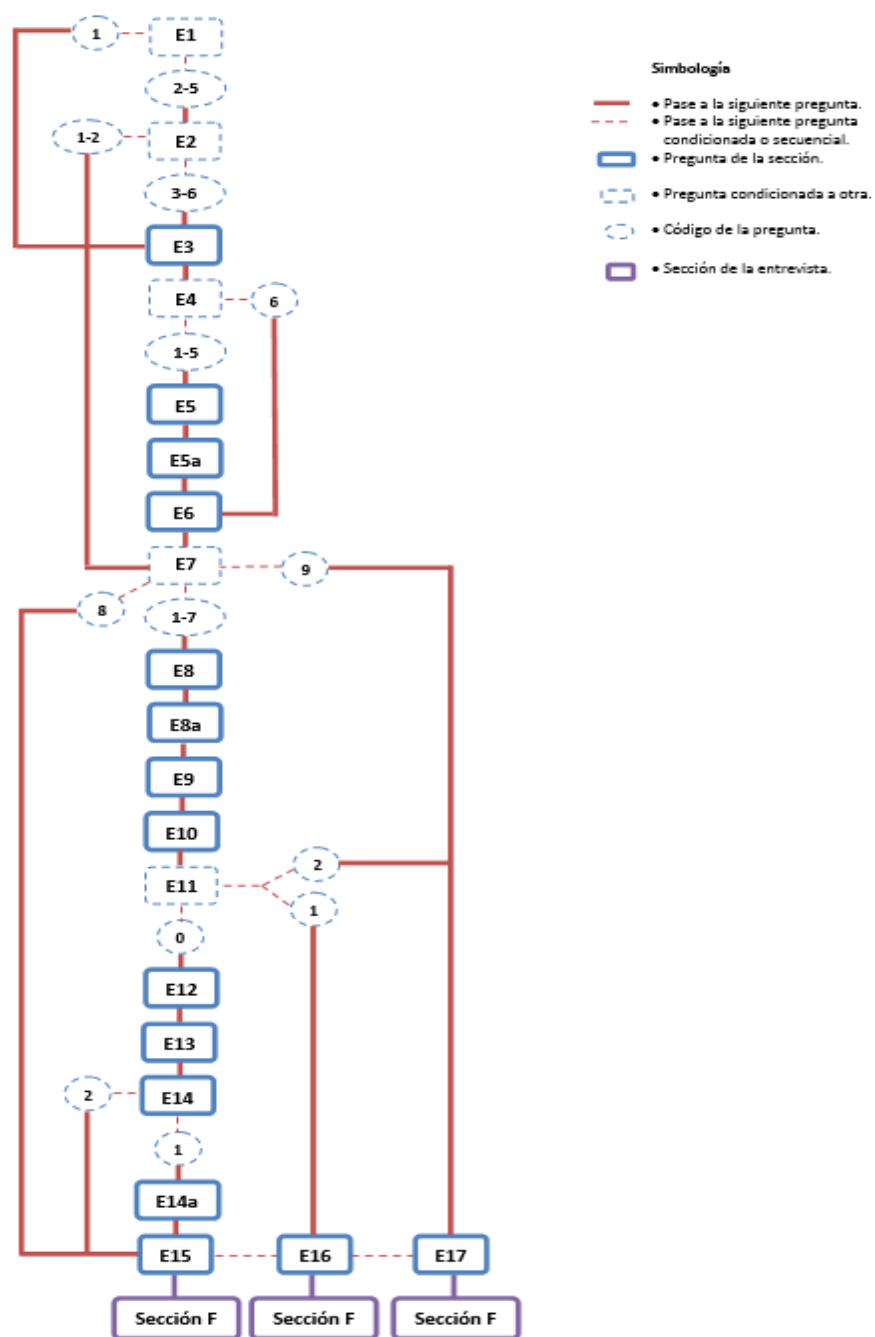 1
E1
2-5
1-2
E2
3-6
E3
E4
6
1-5
E5
E5a
E6
E7
9
8
1-7
E8
E8a
E9
E10
2
E11
1
0
E12
E13
2
E14
1
E14a
E15
E16
E17
Sección F
Sección F
Sección F
Simbología
• Pase a la siguiente pregunta.
• Pase a la siguiente pregunta
condicionada o secuencial.
• Pregunta de la sección.
• Pregunta condicionada a otra.
• Código de la pregunta.
• Sección de la entrevista.